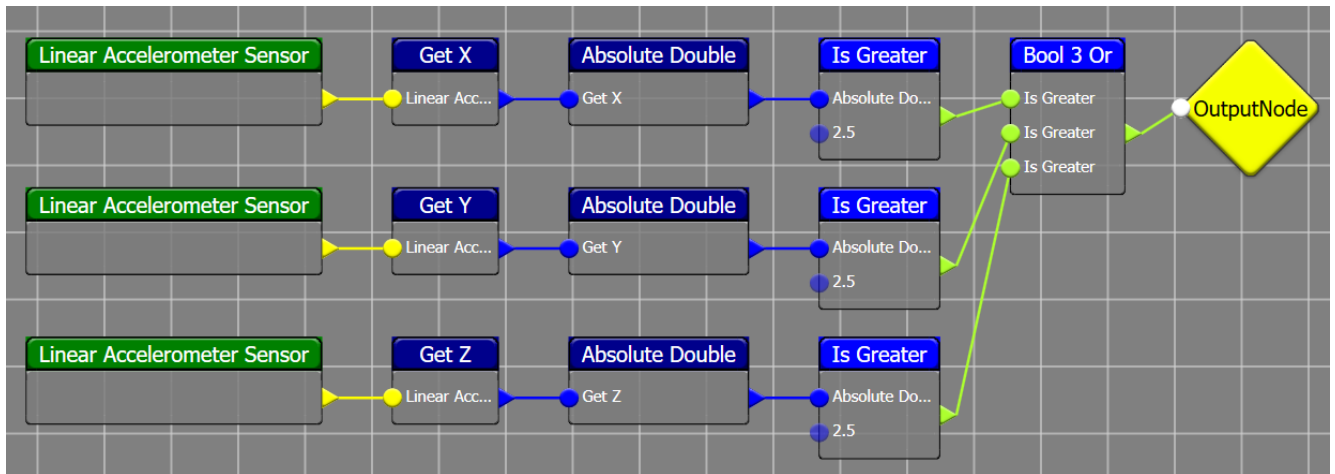 Linear Accelerometer Sensor
Get X
Linear Acc...
Absolute Double
Get X
Is Greater
Absolute Do...
2.5
Bool 3 Or
Is Greater
Is Greater
Is Greater
OutputNode
Linear Accelerometer Sensor
Get Y
Linear Acc...
Absolute Double
Get Y
Is Greater
Absolute Do...
2.5
Linear Accelerometer Sensor
Get Z
Linear Acc...
Absolute Double
Get Z
Is Greater
Absolute Do...
2.5